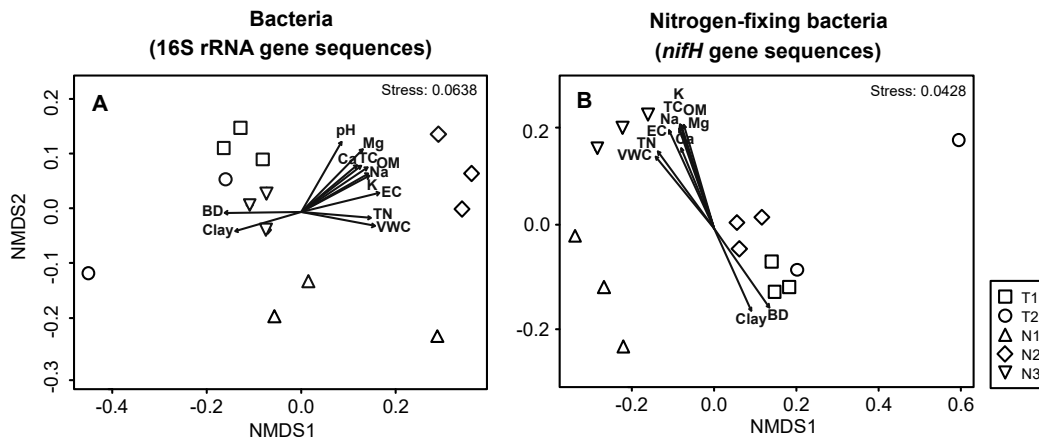 Bacteria
(16S rRNA gene sequences)
Nitrogen-fixing bacteria
(nifH gene sequences)
A
Stress: 0.0638
pH
Mg
Ca
TC
OM
Na
K
EC
BD
Clay
TN
VWC
0.2
0.1
0.0
-0.1
-0.2
-0.3
NMDS2
-0.4
-0.2
0.0
0.2
NMDS1
B
Stress: 0.0428
K
TC
OM
Na
Mg
EC
Ca
TN
VWC
Clay
BD
0.2
0.0
-0.2
-0.2
0.0
0.2
0.4
0.6
NMDS1
T1
T2
N1
N2
N3